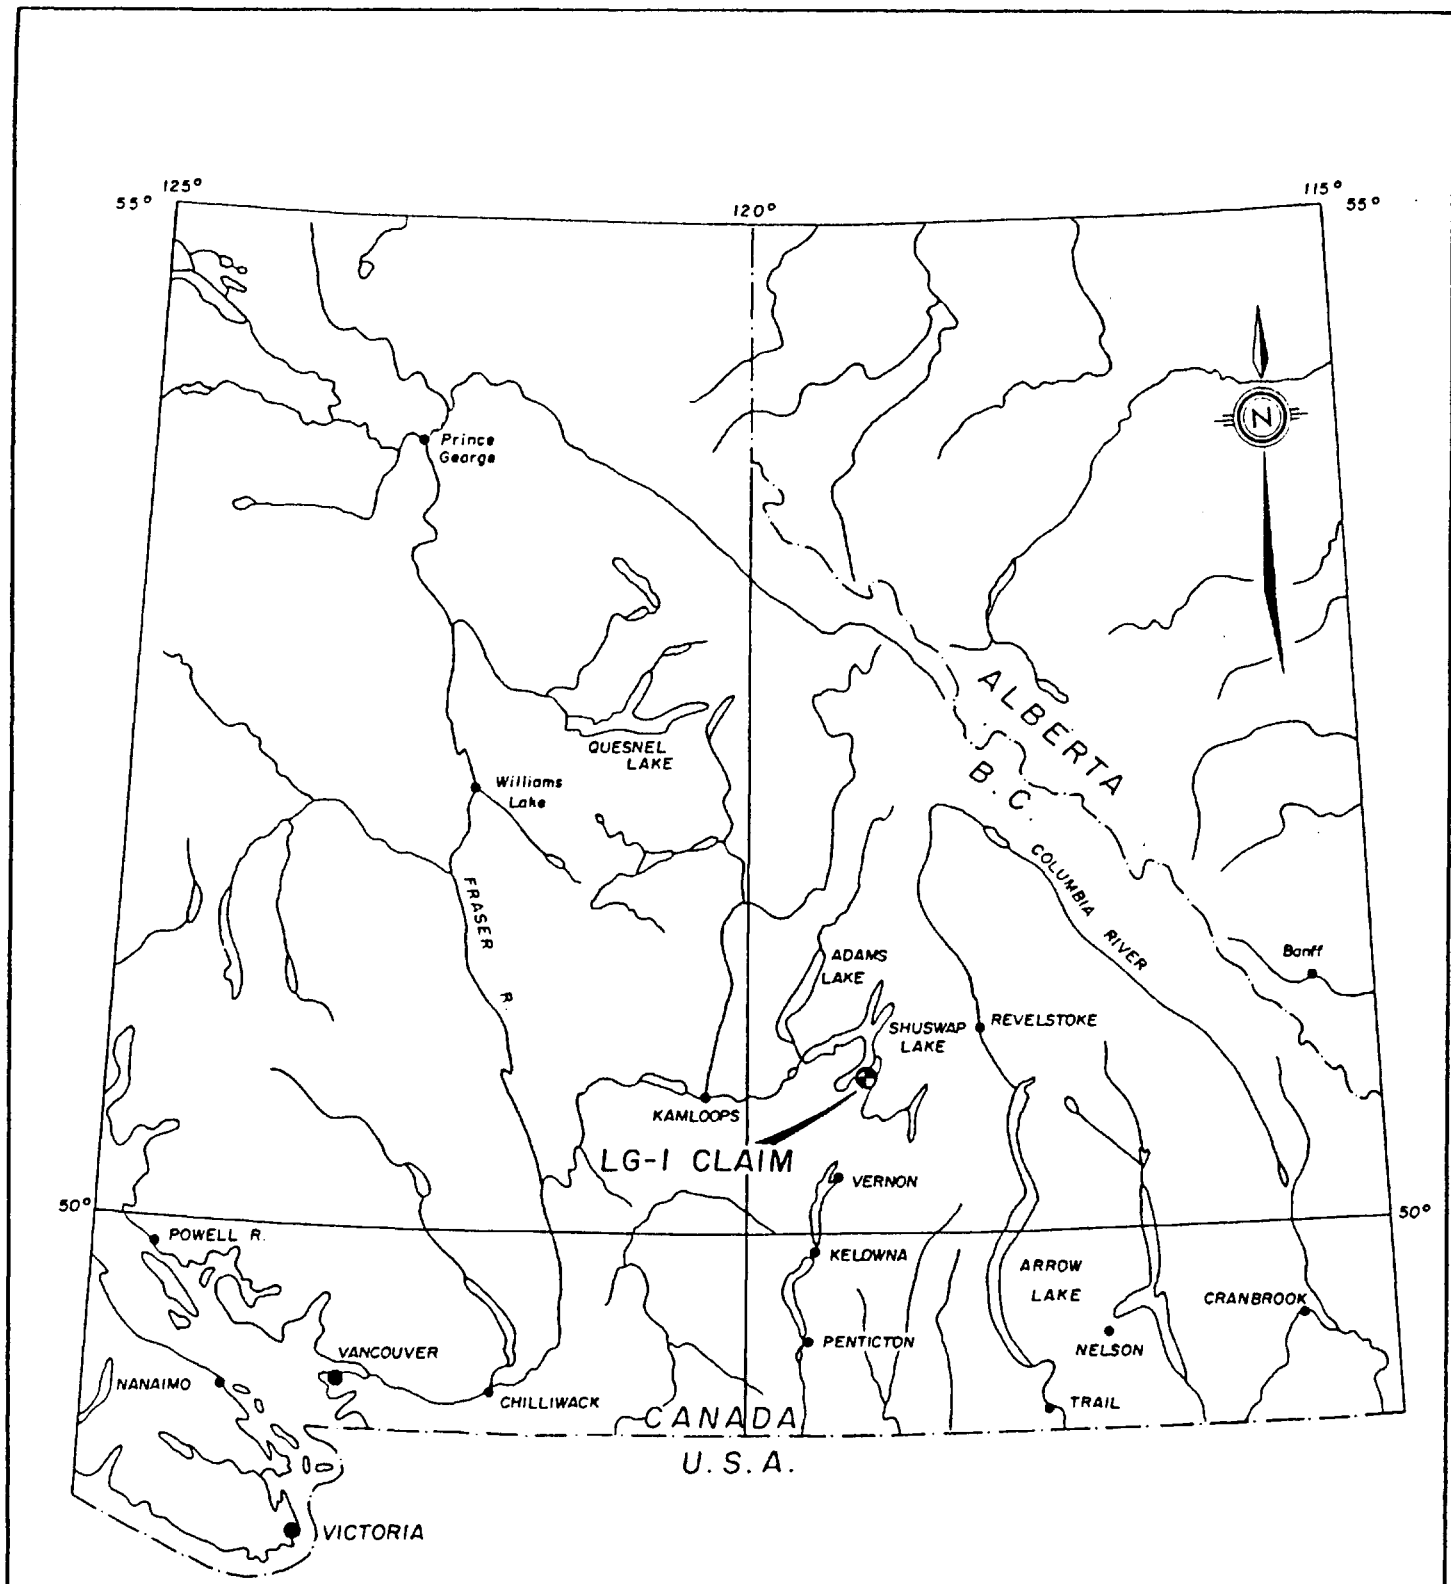 125°
55°
120°
115°
55°
N
Prince
George
ALBERTA
B.C.
QUESNEL
LAKE
Williams
Lake
COLUMBIA RIVER
FRASER R.
ADAMS
LAKE
Banff
SHUSWAP
LAKE
REVELSTOKE
KAMLOOPS
LG-1 CLAIM
VERNON
50°
50°
POWELL R.
KELOWNA
ARROW
LAKE
CRANBROOK
PENTICTON
NELSON
VANCOUVER
NANAIMO
CHILLIWACK
TRAIL
CANADA
U.S.A.
VICTORIA